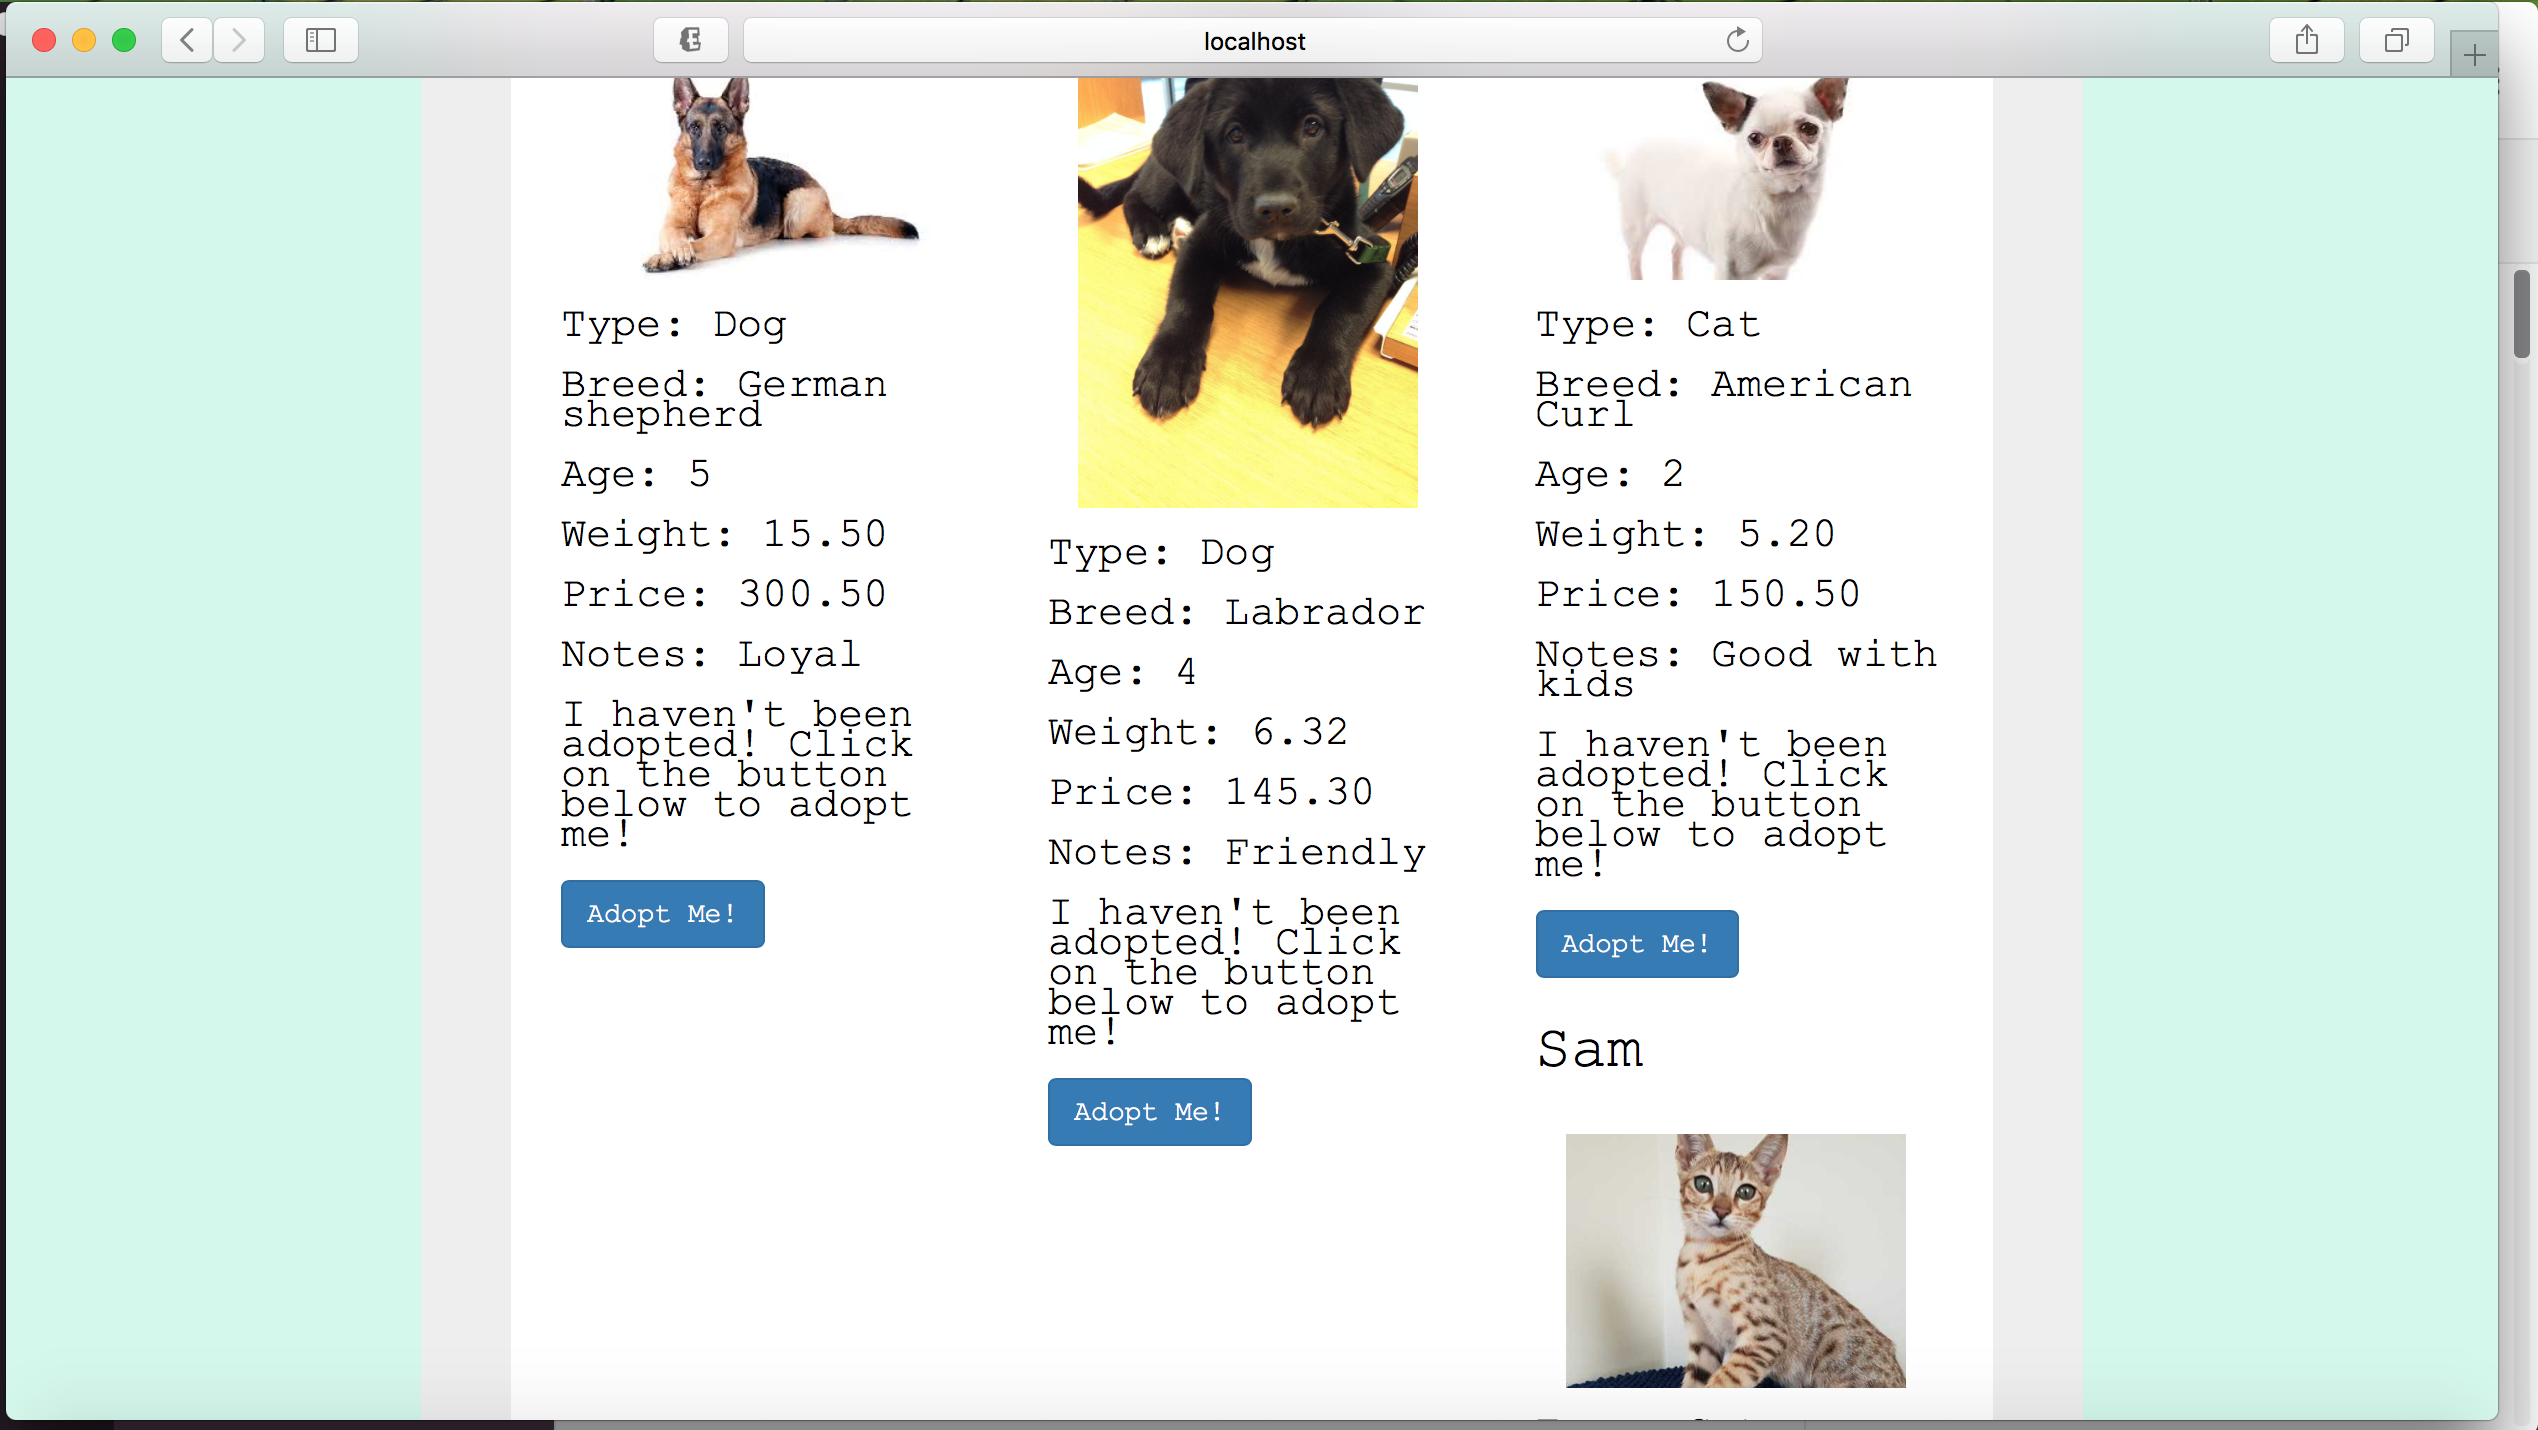 localhost
Type: Dog
Breed: German
shepherd
Age: 5
Weight: 15.50
Price: 300.50
Notes: Loyal
I haven't been
adopted! Click
on the button
below to adopt
me!
Adopt Me!
Type: Dog
Breed: Labrador
Age: 4
Weight: 6.32
Price: 145.30
Notes: Friendly
I haven't been
adopted! Click
on the button
below to adopt
me!
Adopt Me!
Type: Cat
Breed: American
Curl
Age: 2
Weight: 5.20
Price: 150.50
Notes: Good with
kids
I haven't been
adopted! Click
on the button
below to adopt
me!
Adopt Me!
Sam